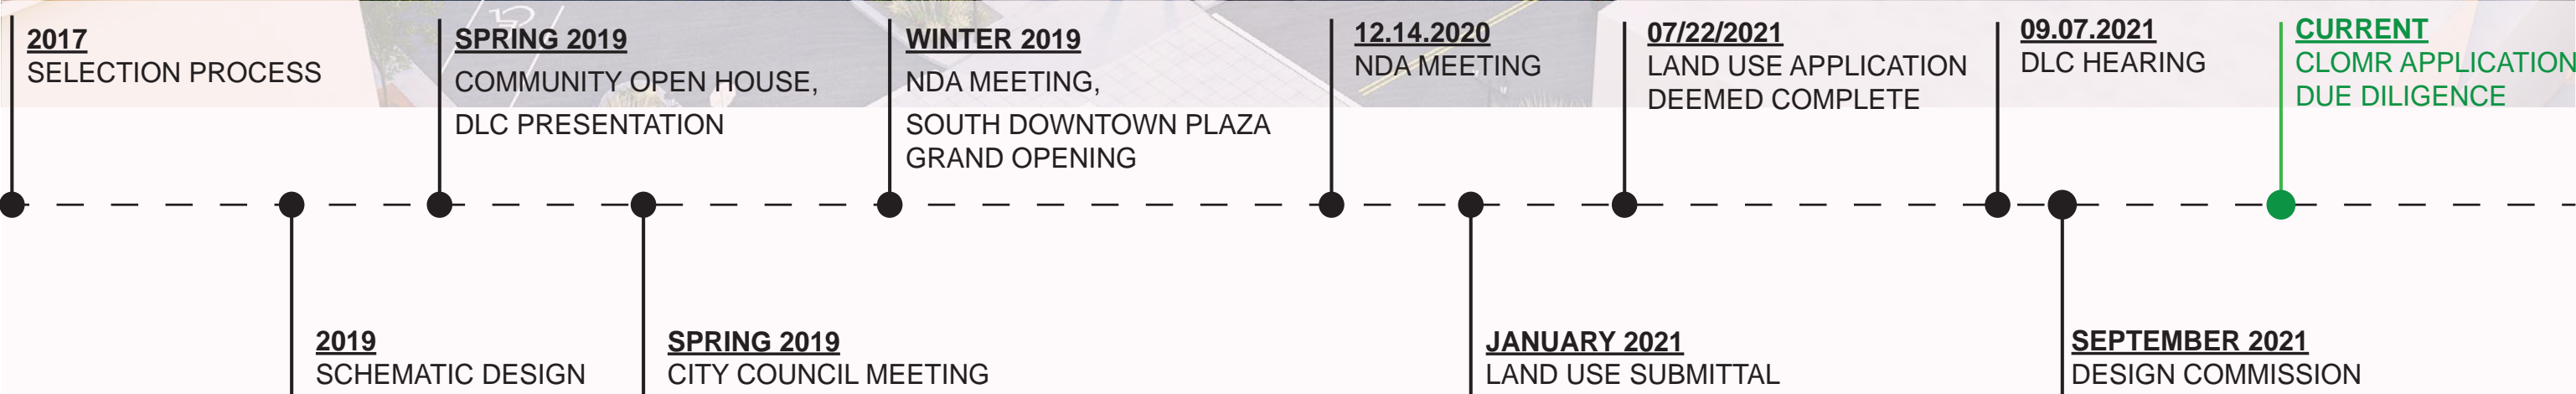 2017
SELECTION PROCESS
2019
SCHEMATIC DESIGN
SPRING 2019
COMMUNITY OPEN HOUSE,
DLC PRESENTATION
SPRING 2019
CITY COUNCIL MEETING
WINTER 2019
NDA MEETING,
SOUTH DOWNTOWN PLAZA
GRAND OPENING
12.14.2020
NDA MEETING
JANUARY 2021
LAND USE SUBMITTAL
07/22/2021
LAND USE APPLICATION
DEEMED COMPLETE
09.07.2021
DLC HEARING
SEPTEMBER 2021
DESIGN COMMISSION
CURRENT
CLOMR APPLICATION
DUE DILIGENCE